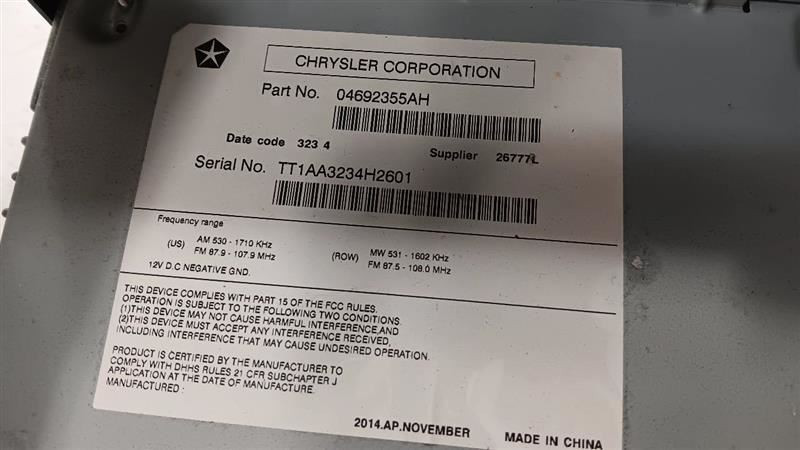 CHRYSLER CORPORATION
Part No. 04692355AH
Date code 323 4 Supplier 26777L
Serial No. TT1AA3234H2601
Frequency range
(US) AM 530 - 1710 KHz
FM 87.9 - 107.9 MHz
(ROW) MW 531 - 1602 KHz
FM 87.5 - 108.0 MHz
12V D.C NEGATIVE GND.
THIS DEVICE COMPLIES WITH PART 15 OF THE FCC RULES.
OPERATION IS SUBJECT TO THE FOLLOWING TWO CONDITIONS.
(1)THIS DEVICE MAY NOT CAUSE HARMFUL INTERFERENCE,AND
(2)THIS DEVICE MUST ACCEPT ANY INTERFERENCE RECEIVED,
INCLUDING INTERFERENCE THAT MAY CAUSE UNDESIRED OPERATION.
PRODUCT IS CERTIFIED BY THE MANUFACTURER TO
COMPLY WITH DHHS RULES 21 CFR SUBCHAPTER J
APPLICATION AT THE DATE OF MANUFACTURE.
MANUFACTURED :
2014.AP.NOVEMBER MADE IN CHINA